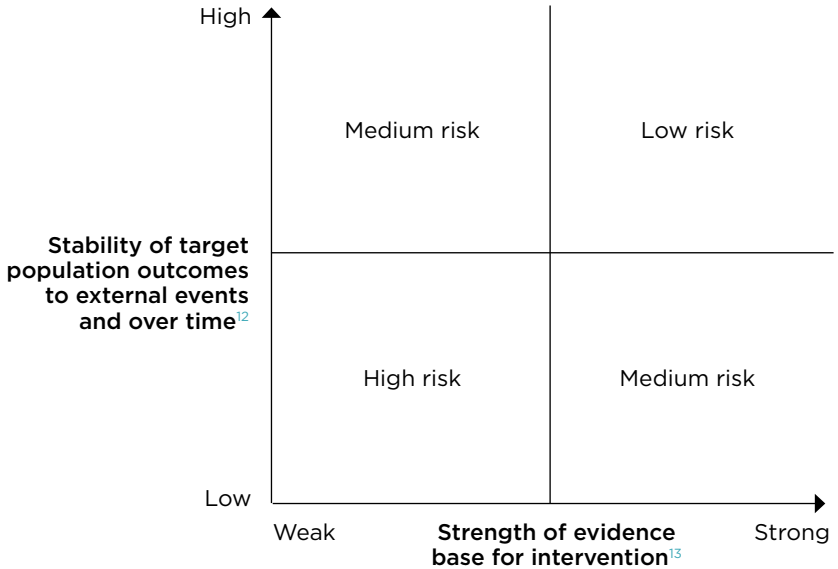 High
Medium risk
Low risk
Stability of target
population outcomes
to external events
and over time12
High risk
Medium risk
Low
Weak
Strength of evidence
base for intervention13
Strong